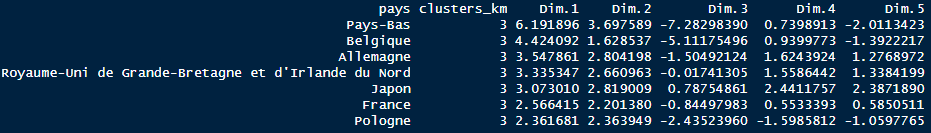 pays clusters_km Dim.1 Dim.2 Dim.3 Dim.4 Dim.5
Pays-Bas 3 6.191896 3.697589 -7.28298390 0.7398913 -2.0113423
Belgique 3 4.424092 1.628537 -5.11175496 0.9399773 -1.3922217
Allemagne 3 3.547861 2.804198 -1.50492124 1.6243924 1.2768972
Royaume-Uni de Grande-Bretagne et d'Irlande du Nord 3 3.335347 2.660963 -0.01741305 1.5586442 1.3384199
Japon 3 3.073010 2.819009 0.78754861 2.4411757 2.3871890
France 3 2.566415 2.201380 -0.84497983 0.5533393 0.5850511
Pologne 3 2.361681 2.363949 -2.43523960 -1.5985812 -1.0597765